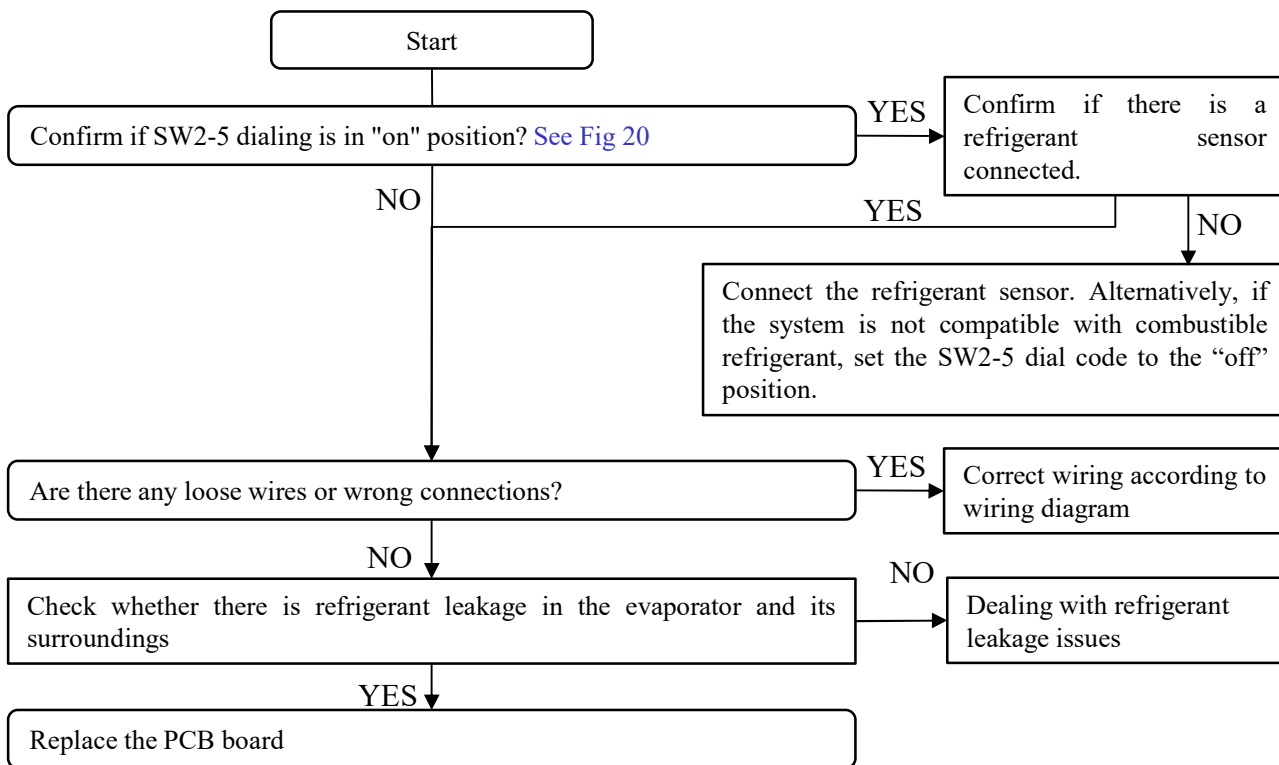 Start
Confirm if SW2-5 dialing is in "on" position? See Fig 20
YES
Confirm if there is a
refrigerant sensor
connected.
NO
YES
NO
Connect the refrigerant sensor. Alternatively, if
the system is not compatible with combustible
refrigerant, set the SW2-5 dial code to the “off”
position.
Are there any loose wires or wrong connections?
YES
Correct wiring according to
wiring diagram
NO
Check whether there is refrigerant leakage in the evaporator and its
surroundings
NO
Dealing with refrigerant
leakage issues
YES
Replace the PCB board